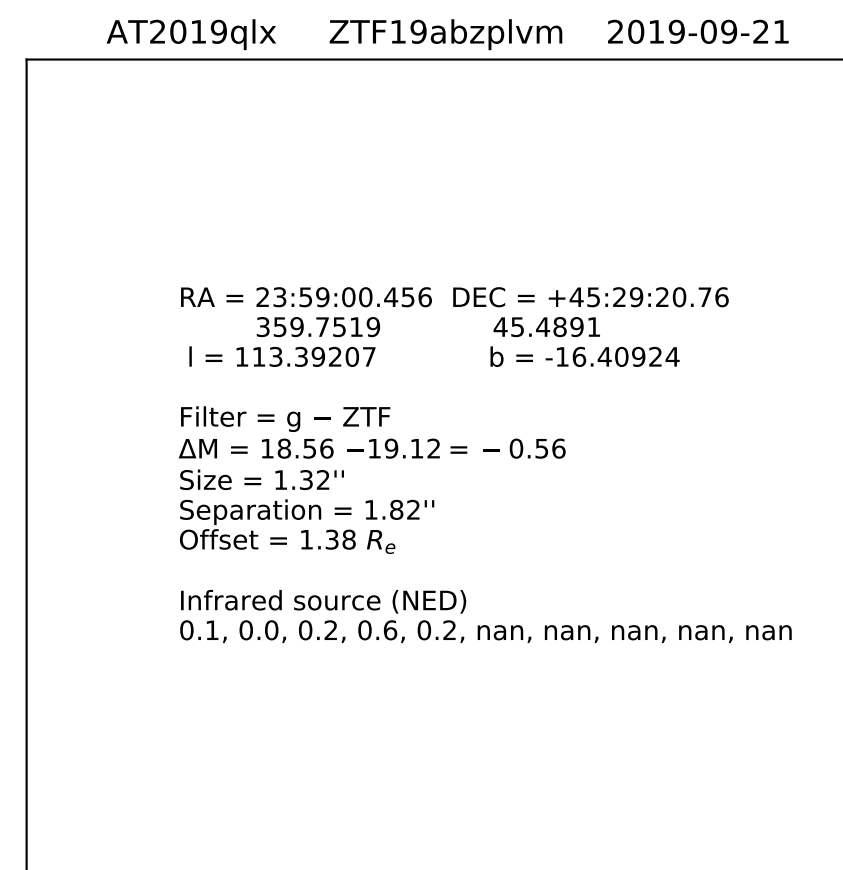 AT2019qlx ZTF19abzplvm 2019-09-21
RA = 23:59:00.456 DEC = +45:29:20.76
359.7519 45.4891
l = 113.39207 b = -16.40924
Filter = g − ZTF
ΔM = 18.56 −19.12 = − 0.56
Size = 1.32''
Separation = 1.82''
Offset = 1.38 Rₑ
Infrared source (NED)
0.1, 0.0, 0.2, 0.6, 0.2, nan, nan, nan, nan, nan